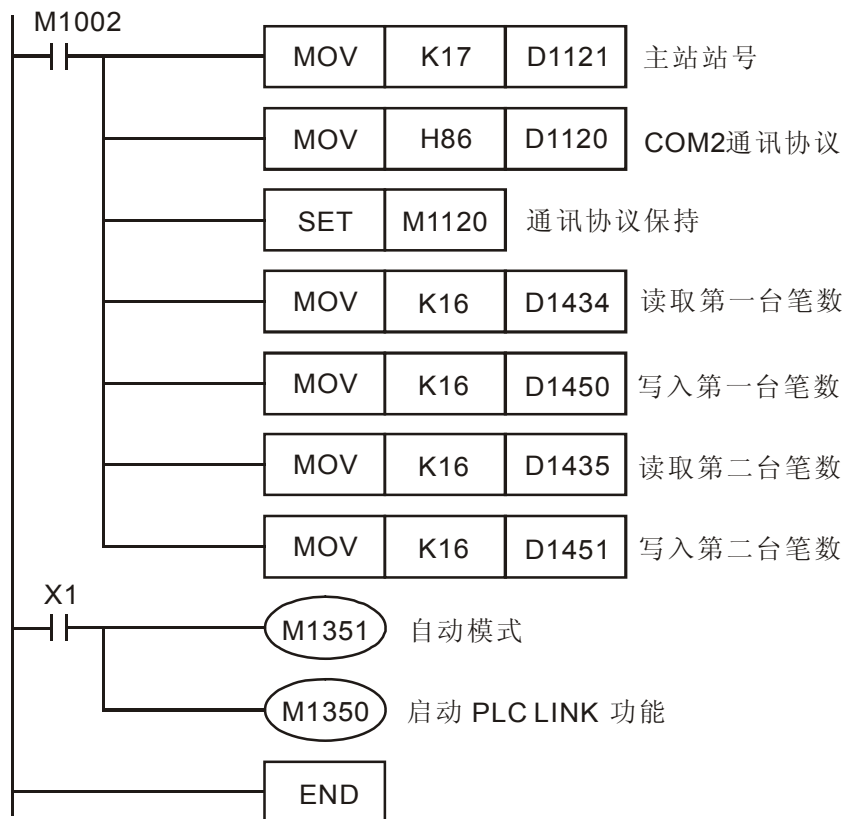 M1002
MOV K17 D1121 主站站号
MOV H86 D1120 COM2通讯协议
SET M1120 通讯协议保持
MOV K16 D1434 读取第一台笔数
MOV K16 D1450 写入第一台笔数
MOV K16 D1435 读取第二台笔数
MOV K16 D1451 写入第二台笔数
X1
M1351 自动模式
M1350 启动 PLC LINK 功能
END